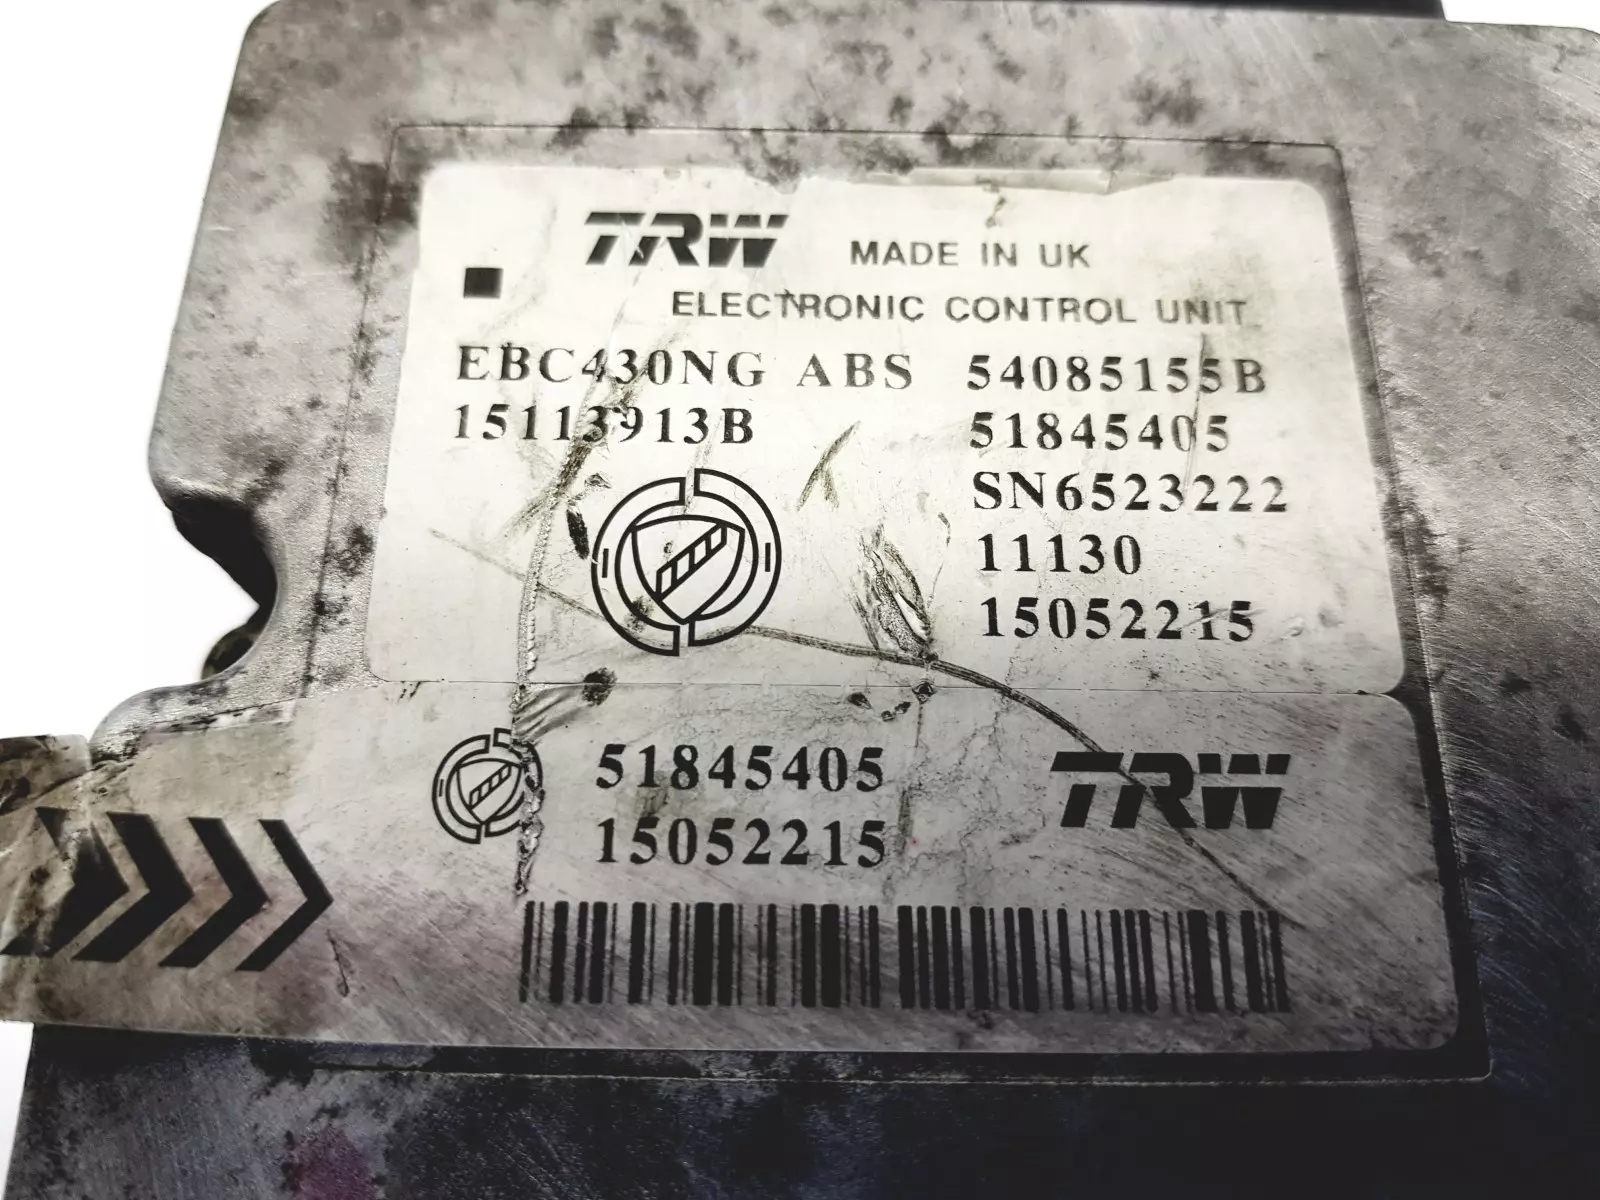 TRW MADE IN UK
ELECTRONIC CONTROL UNIT
EBC430NG ABS 54085155B
15113913B 51845405
SN6523222
11130
15052215
51845405 TRW
15052215